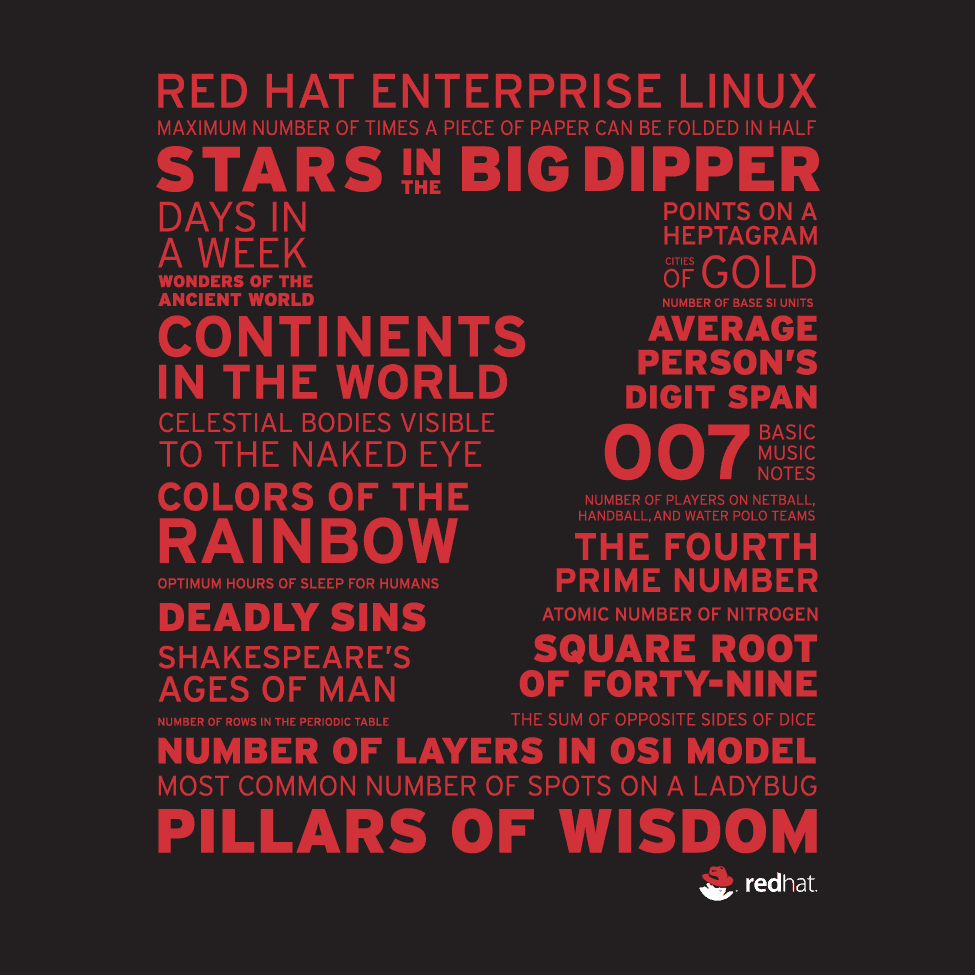 RED HAT ENTERPRISE LINUX
MAXIMUM NUMBER OF TIMES A PIECE OF PAPER CAN BE FOLDED IN HALF
STARS IN THE BIG DIPPER
DAYS IN
A WEEK
WONDERS OF THE
ANCIENT WORLD
CONTINENTS
IN THE WORLD
CELESTIAL BODIES VISIBLE
TO THE NAKED EYE
COLORS OF THE
RAINBOW
OPTIMUM HOURS OF SLEEP FOR HUMANS
DEADLY SINS
SHAKESPEARE'S
AGES OF MAN
NUMBER OF ROWS IN THE PERIODIC TABLE
POINTS ON A
HEPTAGRAM
CITIES
OF GOLD
NUMBER OF BASE SI UNITS
AVERAGE
PERSON'S
DIGIT SPAN
007
BASIC
MUSIC
NOTES
NUMBER OF PLAYERS ON NETBALL,
HANDBALL, AND WATER POLO TEAMS
THE FOURTH
PRIME NUMBER
ATOMIC NUMBER OF NITROGEN
SQUARE ROOT
OF FORTY-NINE
THE SUM OF OPPOSITE SIDES OF DICE
NUMBER OF LAYERS IN OSI MODEL
MOST COMMON NUMBER OF SPOTS ON A LADYBUG
PILLARS OF WISDOM
redhat.